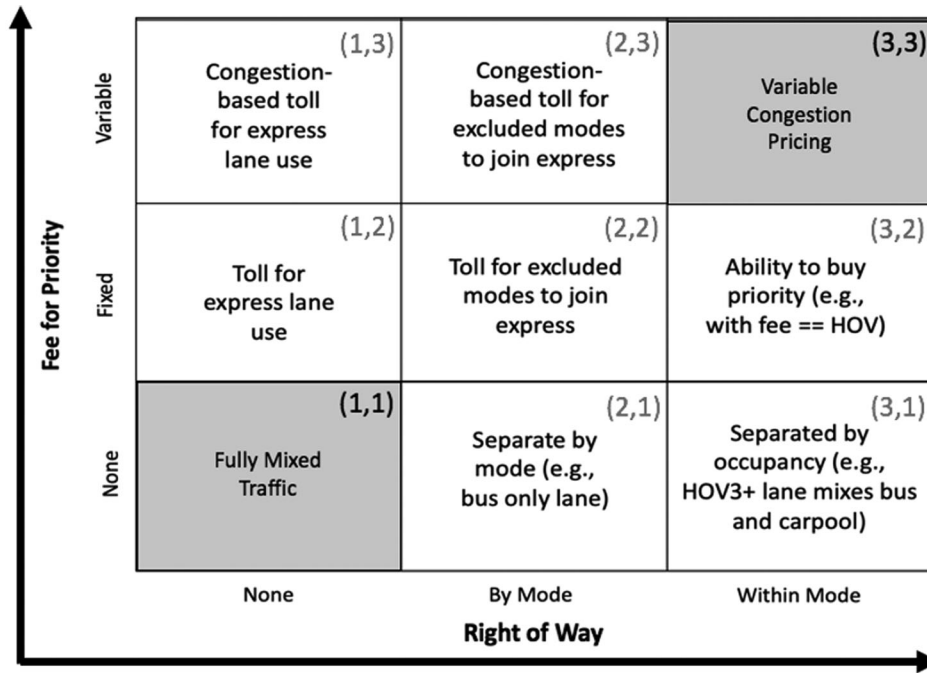 Fee for Priority
Variable
(1,3)
Congestion-
based toll
for express
lane use
(2,3)
Congestion-
based toll for
excluded modes
to join express
(3,3)
Variable
Congestion
Pricing
Fixed
(1,2)
Toll for
express lane
use
(2,2)
Toll for excluded
modes to join
express
(3,2)
Ability to buy
priority (e.g.,
with fee == HOV)
None
(1,1)
Fully Mixed
Traffic
(2,1)
Separate by
mode (e.g.,
bus only lane)
(3,1)
Separated by
occupancy (e.g.,
HOV3+ lane mixes bus
and carpool)
None
By Mode
Within Mode
Right of Way